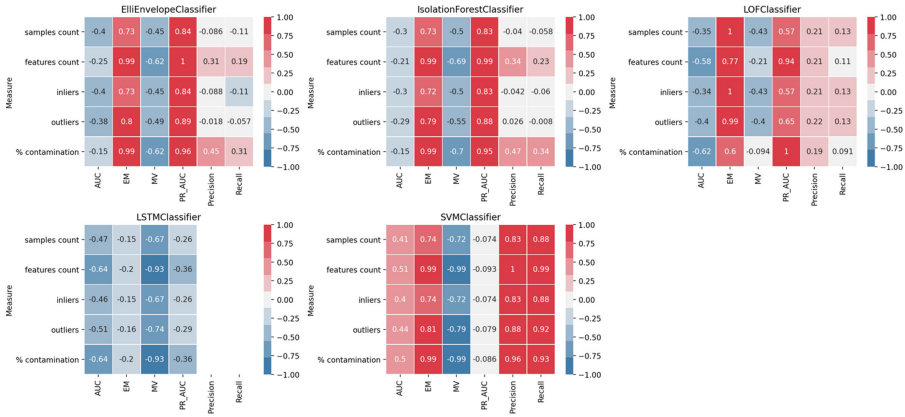 ElliEnvelopeClassifier
Measure
samples count -0.4 0.73 -0.45 0.84 -0.086 -0.11
features count -0.25 0.99 -0.62 1 0.31 0.19
inliers -0.4 0.73 -0.45 0.84 -0.088 -0.11
outliers -0.38 0.8 -0.49 0.89 -0.018 -0.057
% contamination -0.15 0.99 -0.62 0.96 0.45 0.31
AUC EM MV PR_AUC Precision Recall
1.00
0.75
0.50
0.25
0.00
−0.25
−0.50
−0.75
−1.00
IsolationForestClassifier
Measure
samples count -0.3 0.73 -0.5 0.83 -0.04 -0.058
features count -0.21 0.99 -0.69 0.99 0.34 0.23
inliers -0.3 0.72 -0.5 0.83 -0.042 -0.06
outliers -0.29 0.79 -0.55 0.88 0.026 -0.008
% contamination -0.15 0.99 -0.7 0.95 0.47 0.34
AUC EM MV PR_AUC Precision Recall
1.00
0.75
0.50
0.25
0.00
−0.25
−0.50
−0.75
−1.00
LOFClassifier
Measure
samples count -0.35 1 -0.43 0.57 0.21 0.13
features count -0.58 0.77 -0.21 0.94 0.21 0.11
inliers -0.34 1 -0.43 0.57 0.21 0.13
outliers -0.4 0.99 -0.4 0.65 0.22 0.13
% contamination -0.62 0.6 -0.094 1 0.19 0.091
AUC EM MV PR_AUC Precision Recall
1.00
0.75
0.50
0.25
0.00
−0.25
−0.50
−0.75
−1.00
LSTMClassifier
Measure
samples count -0.47 -0.15 -0.67 -0.26
features count -0.64 -0.2 -0.93 -0.36
inliers -0.46 -0.15 -0.67 -0.26
outliers -0.51 -0.16 -0.74 -0.29
% contamination -0.64 -0.2 -0.93 -0.36
AUC EM MV PR_AUC Precision Recall
1.00
0.75
0.50
0.25
0.00
−0.25
−0.50
−0.75
−1.00
SVMClassifier
Measure
samples count 0.41 0.74 -0.72 -0.074 0.83 0.88
features count 0.51 0.99 -0.99 -0.093 1 0.99
inliers 0.4 0.74 -0.72 -0.074 0.83 0.88
outliers 0.44 0.81 -0.79 -0.079 0.88 0.92
% contamination 0.5 0.99 -0.99 -0.086 0.96 0.93
AUC EM MV PR_AUC Precision Recall
1.00
0.75
0.50
0.25
0.00
−0.25
−0.50
−0.75
−1.00